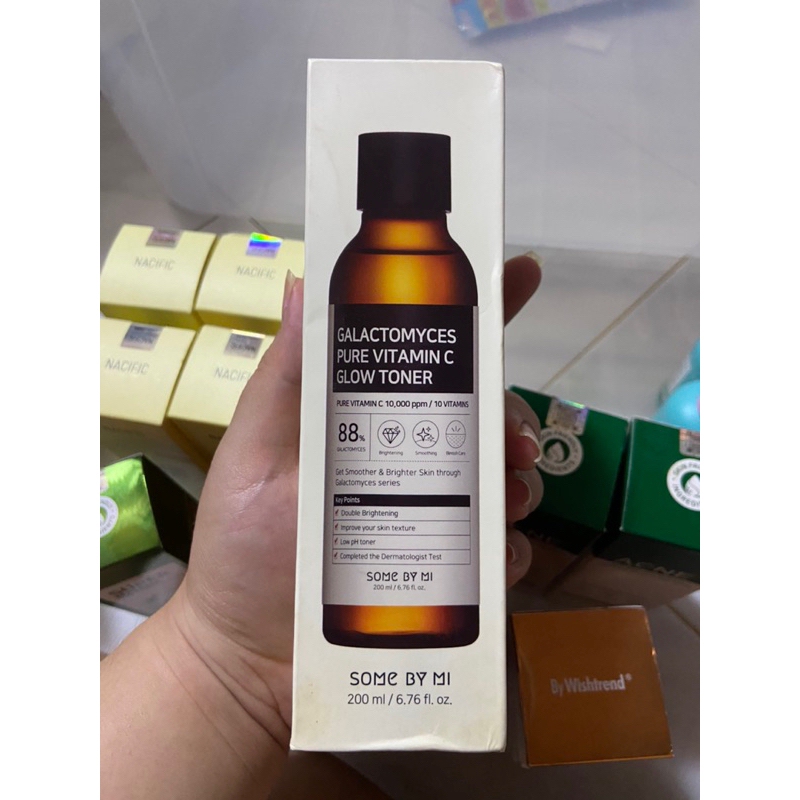 GALACTOMYCES
PURE VITAMIN C
GLOW TONER
PURE VITAMIN C 10,000 ppm / 10 VITAMINS
88%
GALACTOMYCES
Brightening
Smoothing
Blemish Care
Get Smoother & Brighter Skin through
Galactomyces series
Key Points
Double Brightening
Improve your skin texture
Low pH toner
Completed the Dermatologist Test
SOME BY MI
200 ml / 6.76 fl. oz.
SOME BY MI
200 ml / 6.76 fl. oz.
NACIFIC
NACIFIC
NACIFIC
NACIFIC
By Wishtrend®